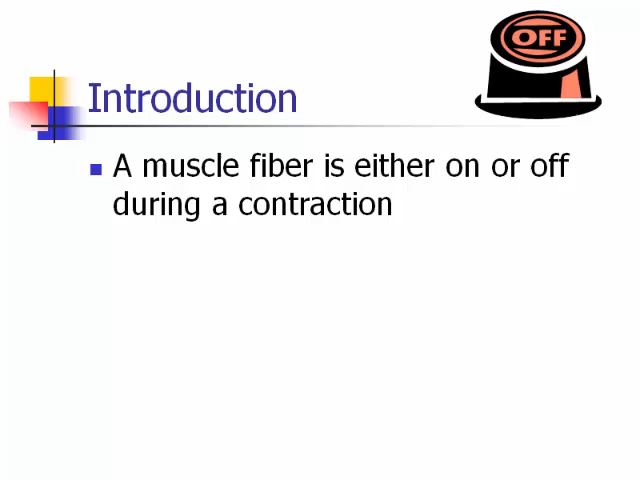 OFF
Introduction
A muscle fiber is either on or off
during a contraction